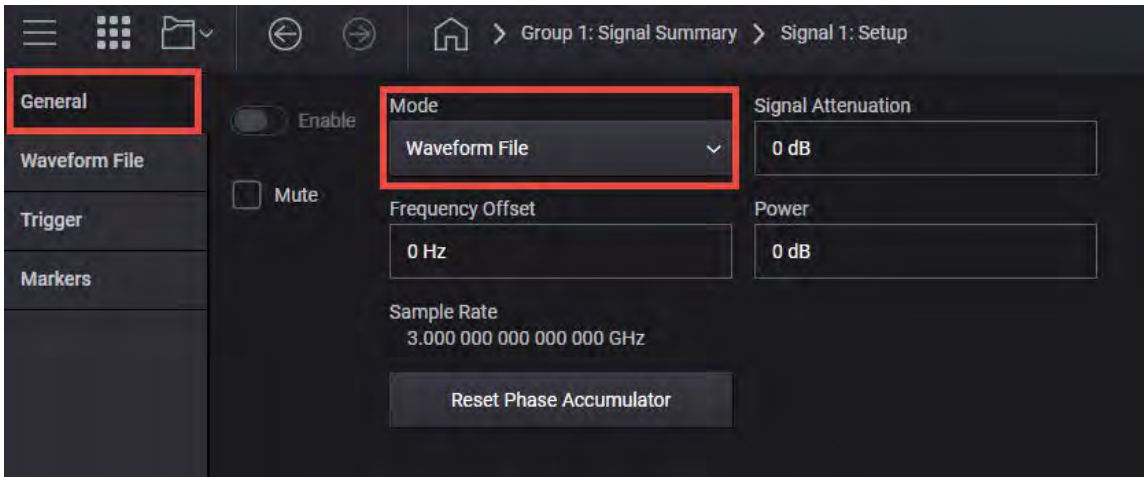 Group 1: Signal Summary > Signal 1: Setup
General
Waveform File
Trigger
Markers
Enable
Mute
Mode
Waveform File
Signal Attenuation
0 dB
Frequency Offset
0 Hz
Power
0 dB
Sample Rate
3.000 000 000 000 000 GHz
Reset Phase Accumulator